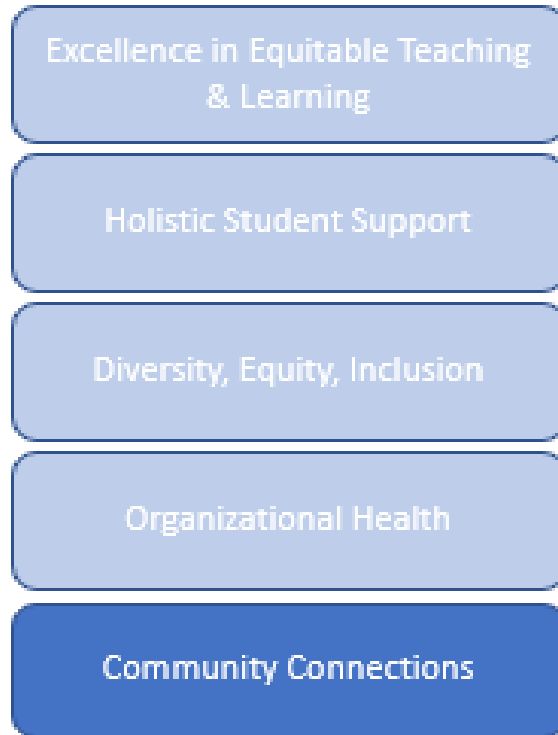 Excellence in Equitable Teaching
& Learning
Holistic Student Support
Diversity, Equity, Inclusion
Organizational Health
Community Connections